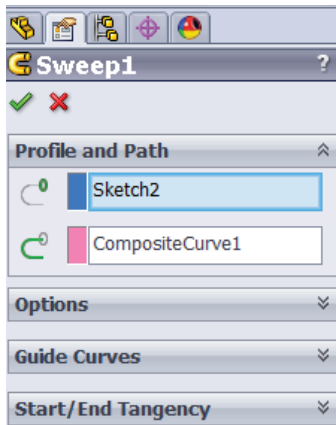 Sweep1 ?
Profile and Path
Sketch2
CompositeCurve1
Options
Guide Curves
Start/End Tangency